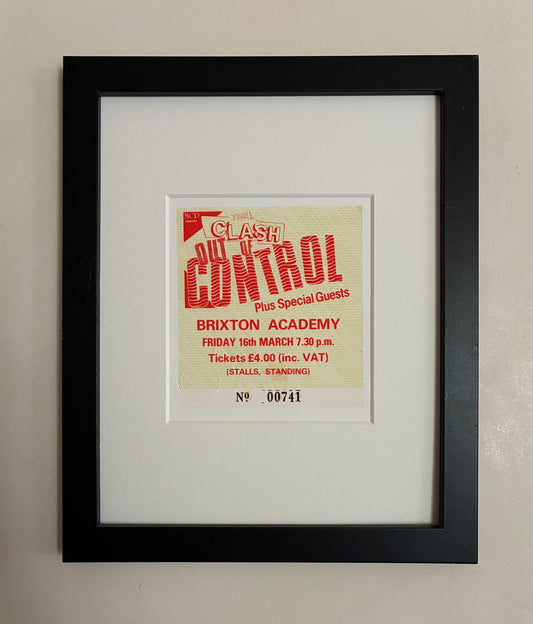 MCD
CLASH
OUT OF
CONTROL
Plus Special Guests
BRIXTON ACADEMY
FRIDAY 16th MARCH 7.30 p.m.
Tickets £4.00 (inc. VAT)
(STALLS, STANDING)
Nº 00741